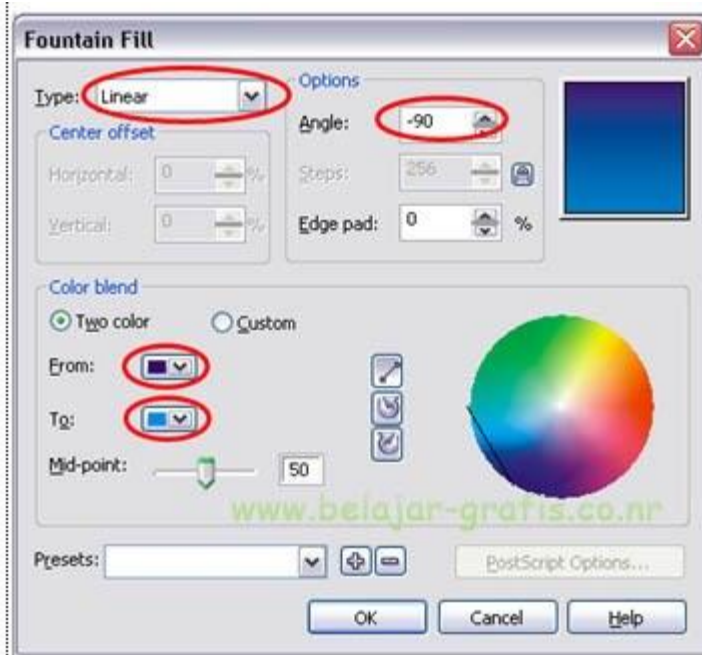 Fountain Fill
Type: Linear
Center offset
Horizontal: 0 %
Vertical: 0 %
Options
Angle: -90
Steps: 256
Edge pad: 0 %
Color blend
Two color Custom
From:
To:
Mid-point: 50
www.belajar-grafis.co.nr
Presets:
PostScript Options...
OK Cancel Help